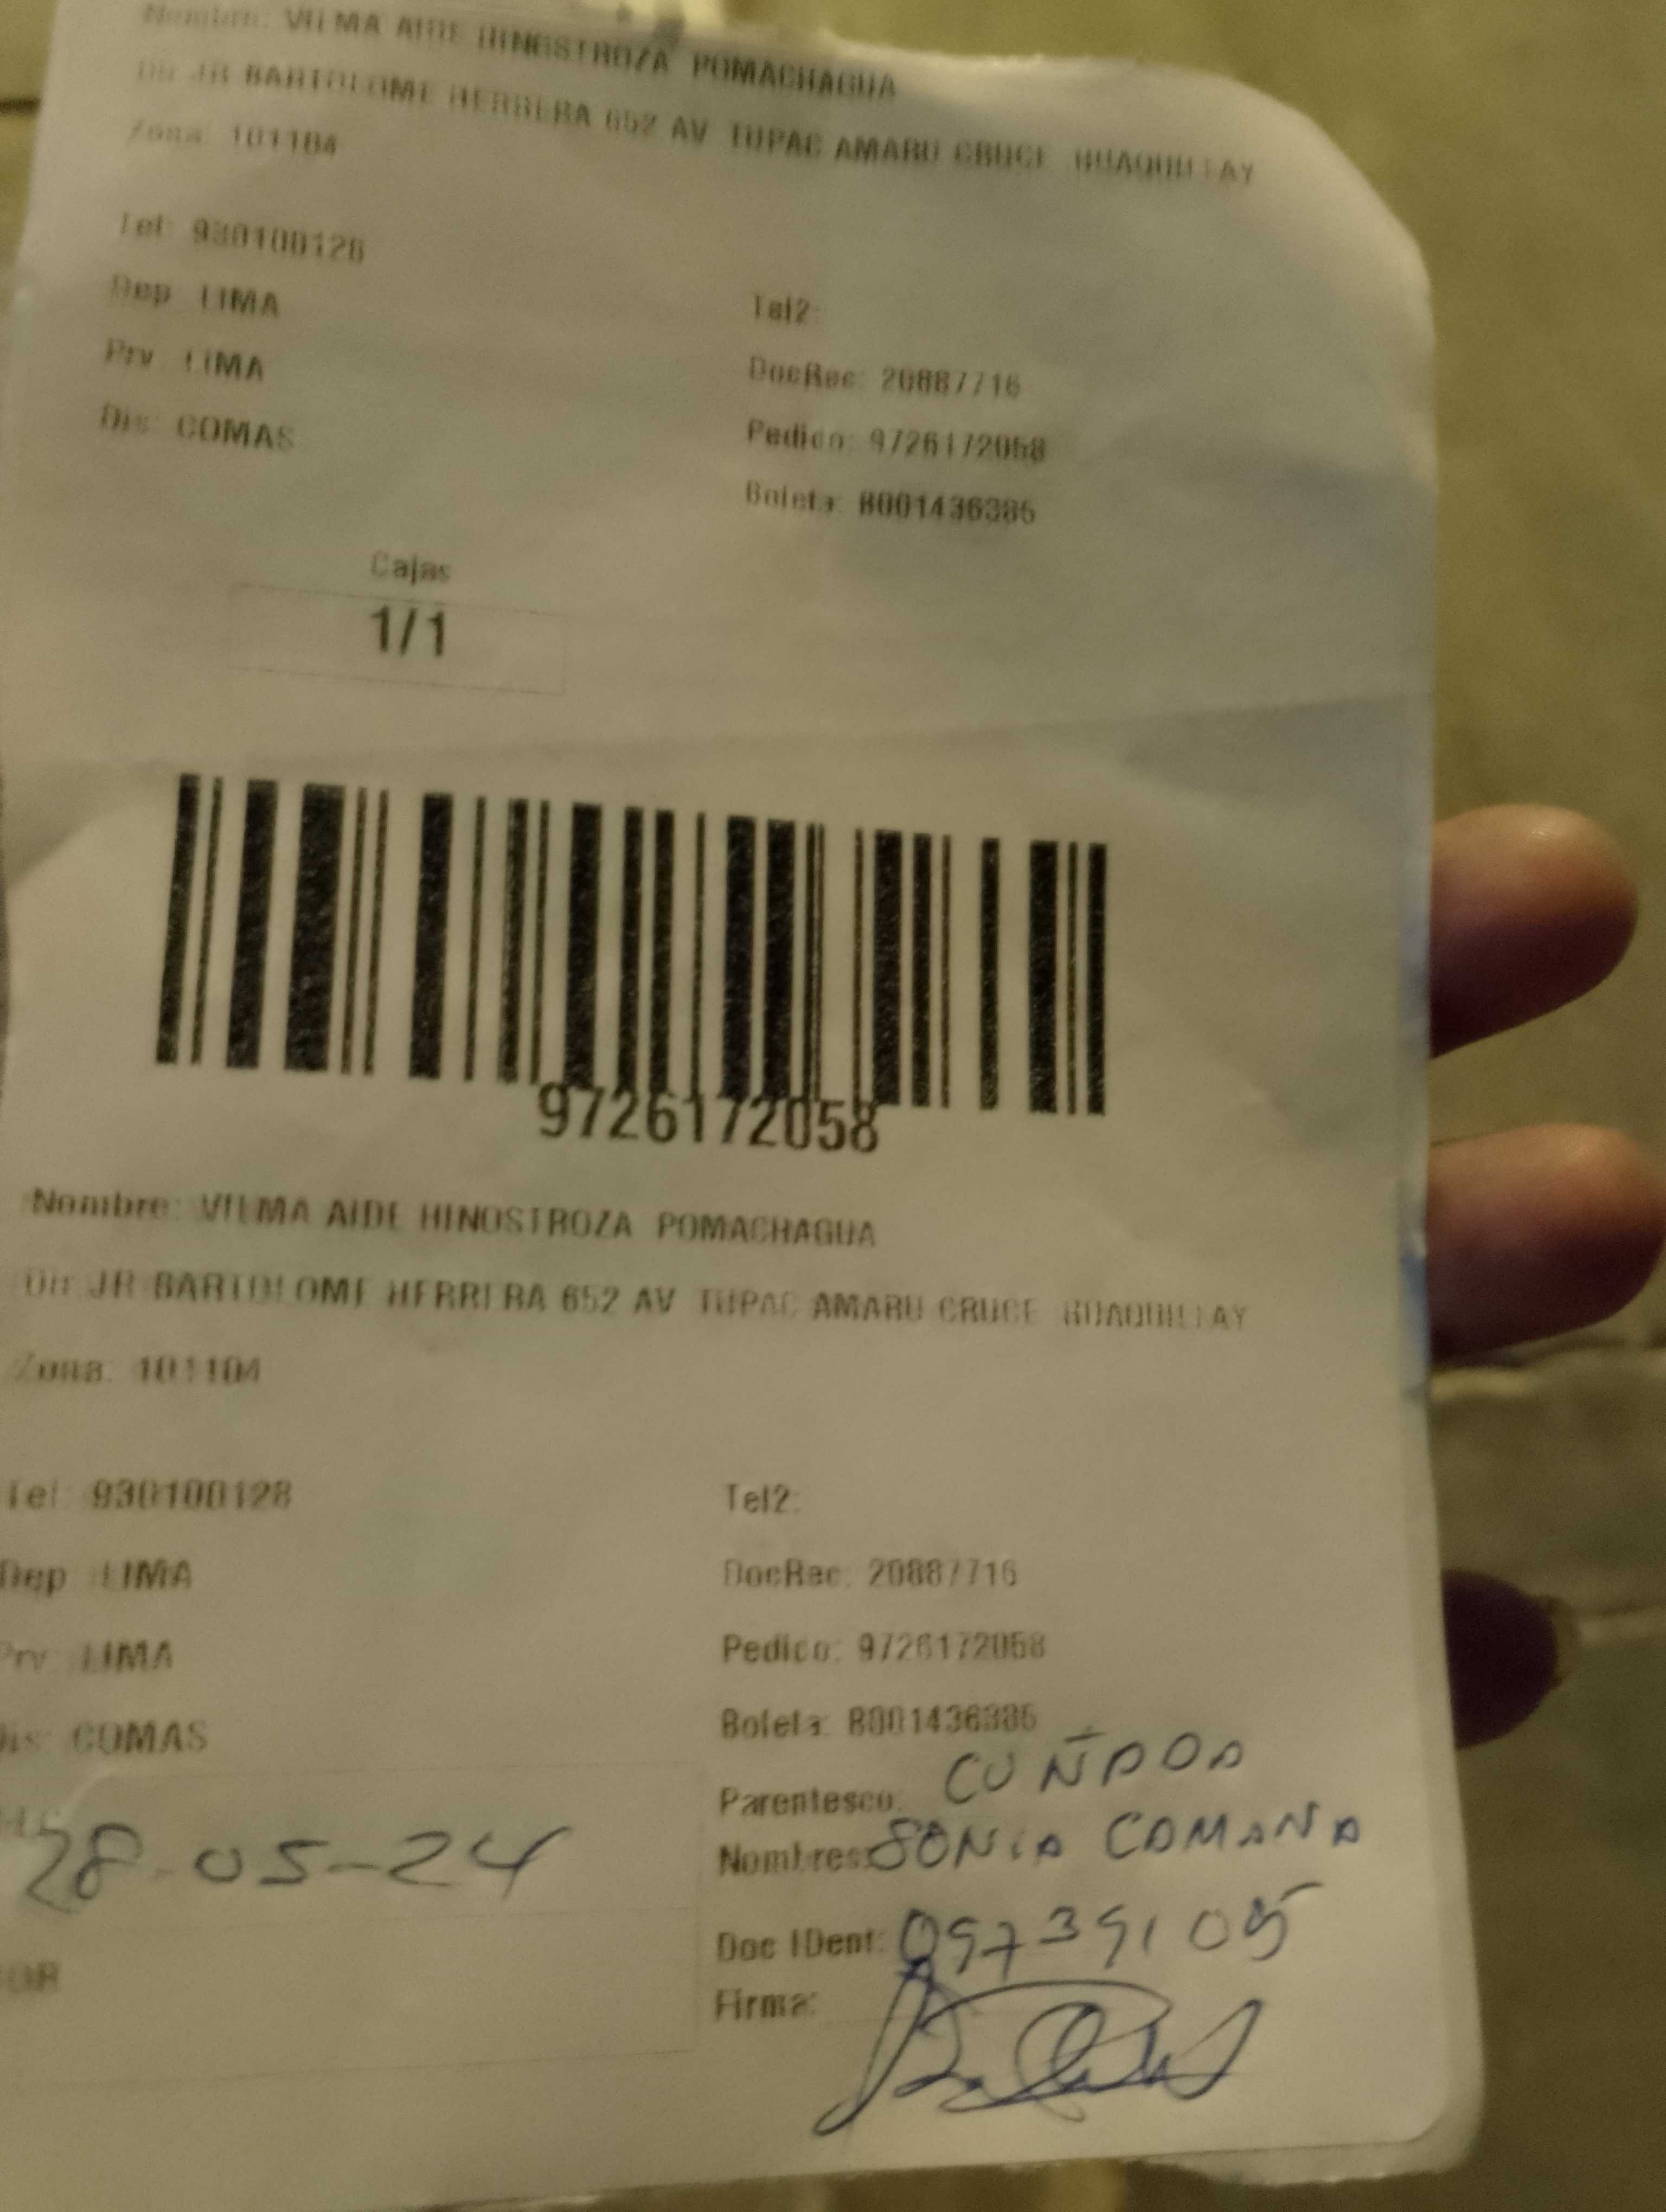 Nombre: VILMA AIDE HINOSTROZA POMACHAGUA
Dir JR BARTOLOME HERRERA 652 AV TUPAC AMARU CRUCE HUAQUILLAY
Zona: 101104
Tel: 930100128
Dep LIMA
Tel2:
Prv LIMA
DocRec: 20887716
Dis: COMAS
Pedido: 9726172058
Boleta: B001436385
Cajas
1/1
9726172058
Nombre: VILMA AIDE HINOSTROZA POMACHAGUA
Dir JR BARTOLOME HERRERA 652 AV TUPAC AMARU CRUCE HUAQUILLAY
Zona: 101104
Tel: 930100128 Tel2:
Dep LIMA DocRec: 20887716
Prv LIMA Pedido: 9726172058
Dis: COMAS Boleta: B001436385
Parentesco: CUÑADA
28-05-24 Nombres: SONIA CAMANA
Doc IDent: 09739105
OR Firma: